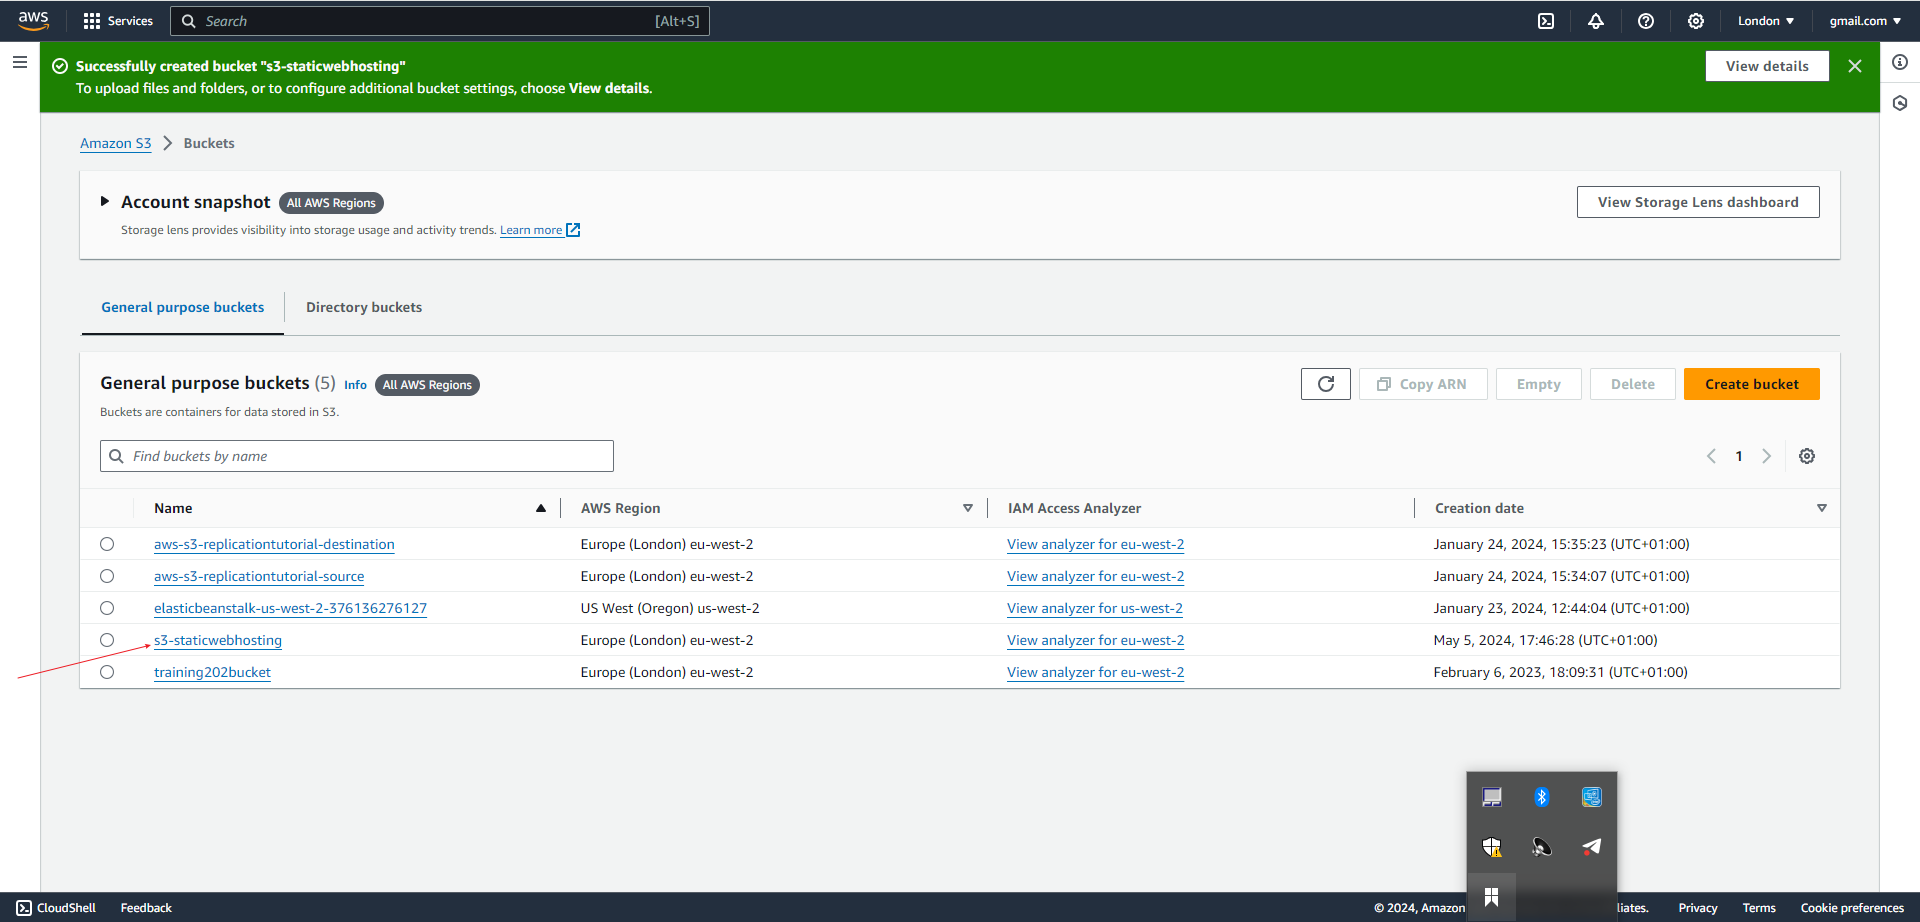 aws
Services
Search
[Alt+S]
London
gmail.com
Successfully created bucket "s3-staticwebhosting"
To upload files and folders, or to configure additional bucket settings, choose View details.
View details
Amazon S3
Buckets
Account snapshot
All AWS Regions
Storage lens provides visibility into storage usage and activity trends. Learn more
View Storage Lens dashboard
General purpose buckets
Directory buckets
General purpose buckets (5) Info
All AWS Regions
Buckets are containers for data stored in S3.
Copy ARN
Empty
Delete
Create bucket
Find buckets by name
1
Name
AWS Region
IAM Access Analyzer
Creation date
aws-s3-replicationtutorial-destination
Europe (London) eu-west-2
View analyzer for eu-west-2
January 24, 2024, 15:35:23 (UTC+01:00)
aws-s3-replicationtutorial-source
Europe (London) eu-west-2
View analyzer for eu-west-2
January 24, 2024, 15:34:07 (UTC+01:00)
elasticbeanstalk-us-west-2-376136276127
US West (Oregon) us-west-2
View analyzer for us-west-2
January 23, 2024, 12:44:04 (UTC+01:00)
s3-staticwebhosting
Europe (London) eu-west-2
View analyzer for eu-west-2
May 5, 2024, 17:46:28 (UTC+01:00)
training202bucket
Europe (London) eu-west-2
View analyzer for eu-west-2
February 6, 2023, 18:09:31 (UTC+01:00)
CloudShell
Feedback
© 2024, Amazon
liates.
Privacy
Terms
Cookie preferences